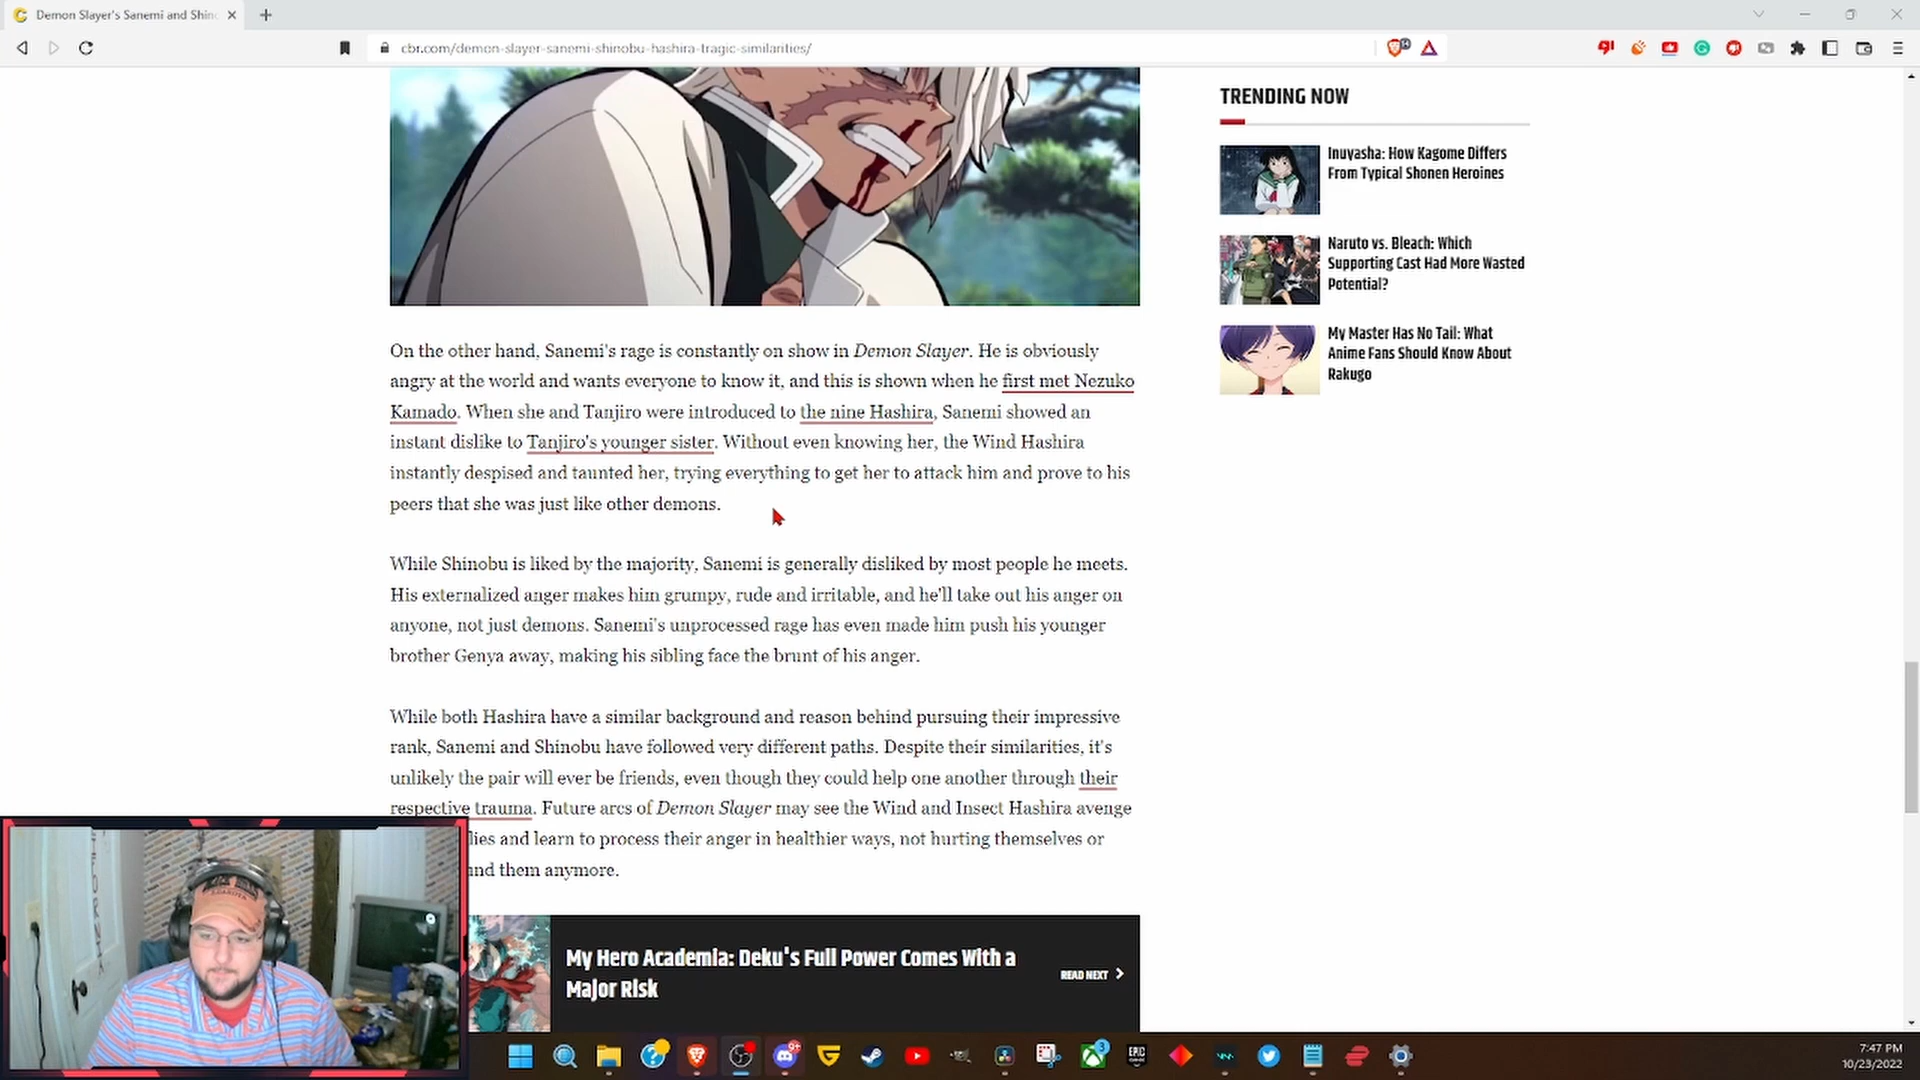 Demon Slayer's Sanemi and Shin
cbr.com/demon-slayer-sanemi-shinobu-hashira-tragic-similarities/
TRENDING NOW
Inuyasha: How Kagome Differs
From Typical Shonen Heroines
Naruto vs. Bleach: Which
Supporting Cast Had More Wasted
Potential?
My Master Has No Tail: What
Anime Fans Should Know About
Rakugo
On the other hand, Sanemi's rage is constantly on show in Demon Slayer. He is obviously
angry at the world and wants everyone to know it, and this is shown when he first met Nezuko
Kamado. When she and Tanjiro were introduced to the nine Hashira, Sanemi showed an
instant dislike to Tanjiro's younger sister. Without even knowing her, the Wind Hashira
instantly despised and taunted her, trying everything to get her to attack him and prove to his
peers that she was just like other demons.
While Shinobu is liked by the majority, Sanemi is generally disliked by most people he meets.
His externalized anger makes him grumpy, rude and irritable, and he'll take out his anger on
anyone, not just demons. Sanemi's unprocessed rage has even made him push his younger
brother Genya away, making his sibling face the brunt of his anger.
While both Hashira have a similar background and reason behind pursuing their impressive
rank, Sanemi and Shinobu have followed very different paths. Despite their similarities, it's
unlikely the pair will ever be friends, even though they could help one another through their
respective trauma. Future arcs of Demon Slayer may see the Wind and Insect Hashira avenge
lies and learn to process their anger in healthier ways, not hurting themselves or
nd them anymore.
My Hero Academia: Deku's Full Power Comes With a
Major Risk
READ NEXT
9+
3
EPIC
7:47 PM
10/23/2022